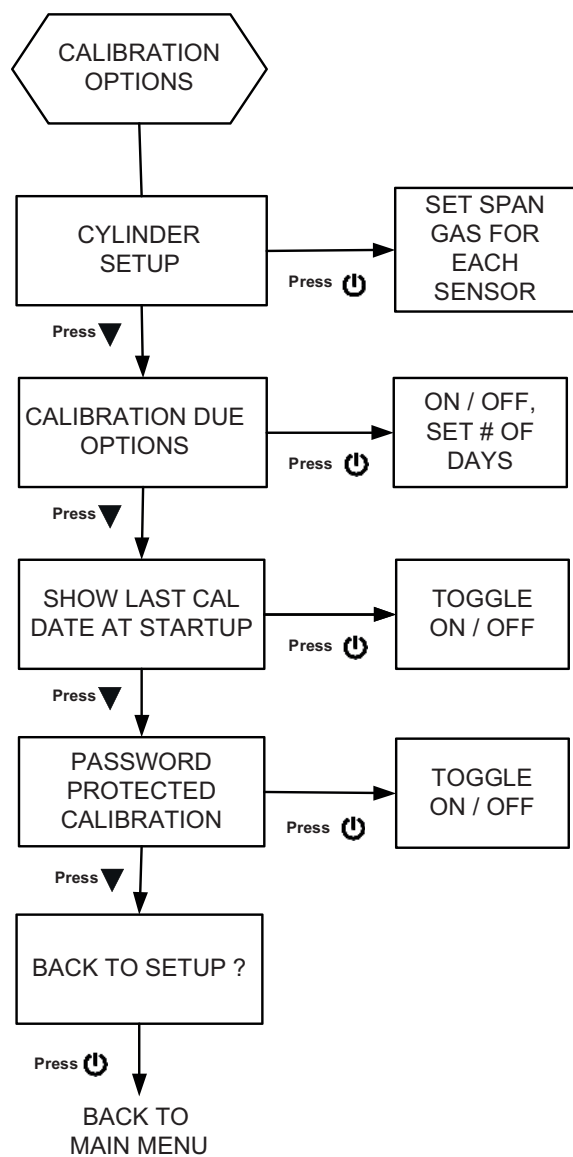 CALIBRATION
OPTIONS
CYLINDER
SETUP
Press
SET SPAN
GAS FOR
EACH
SENSOR
Press
CALIBRATION DUE
OPTIONS
Press
ON / OFF,
SET # OF
DAYS
Press
SHOW LAST CAL
DATE AT STARTUP
Press
TOGGLE
ON / OFF
Press
PASSWORD
PROTECTED
CALIBRATION
Press
TOGGLE
ON / OFF
Press
BACK TO SETUP ?
Press
BACK TO
MAIN MENU